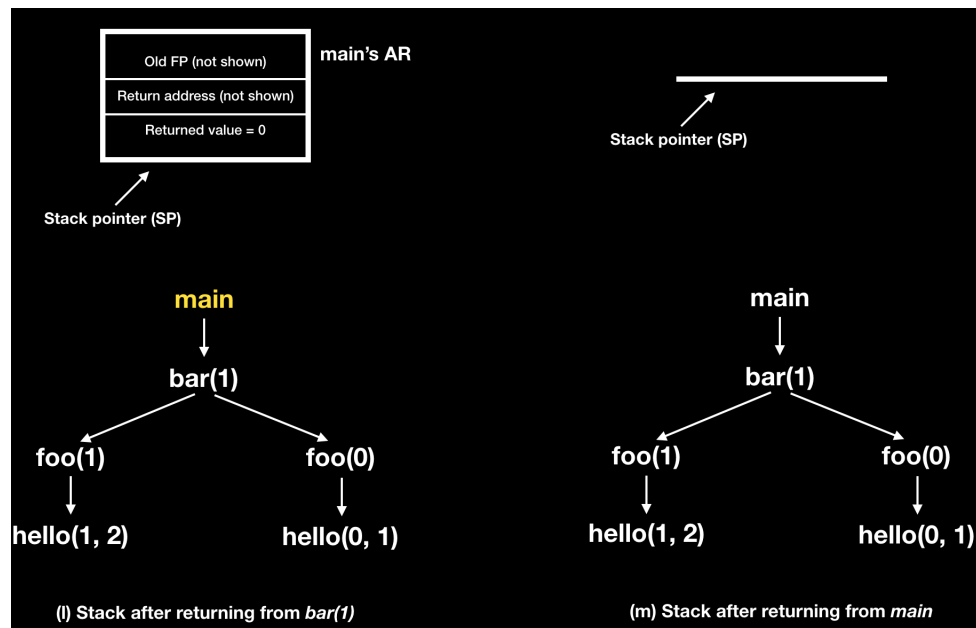 Old FP (not shown)
main's AR
Return address (not shown)
Returned value = 0
Stack pointer (SP)
main
bar(1)
foo(1)
foo(0)
hello(1, 2)
hello(0, 1)
(l) Stack after returning from bar(1)
Stack pointer (SP)
main
bar(1)
foo(1)
foo(0)
hello(1, 2)
hello(0, 1)
(m) Stack after returning from main